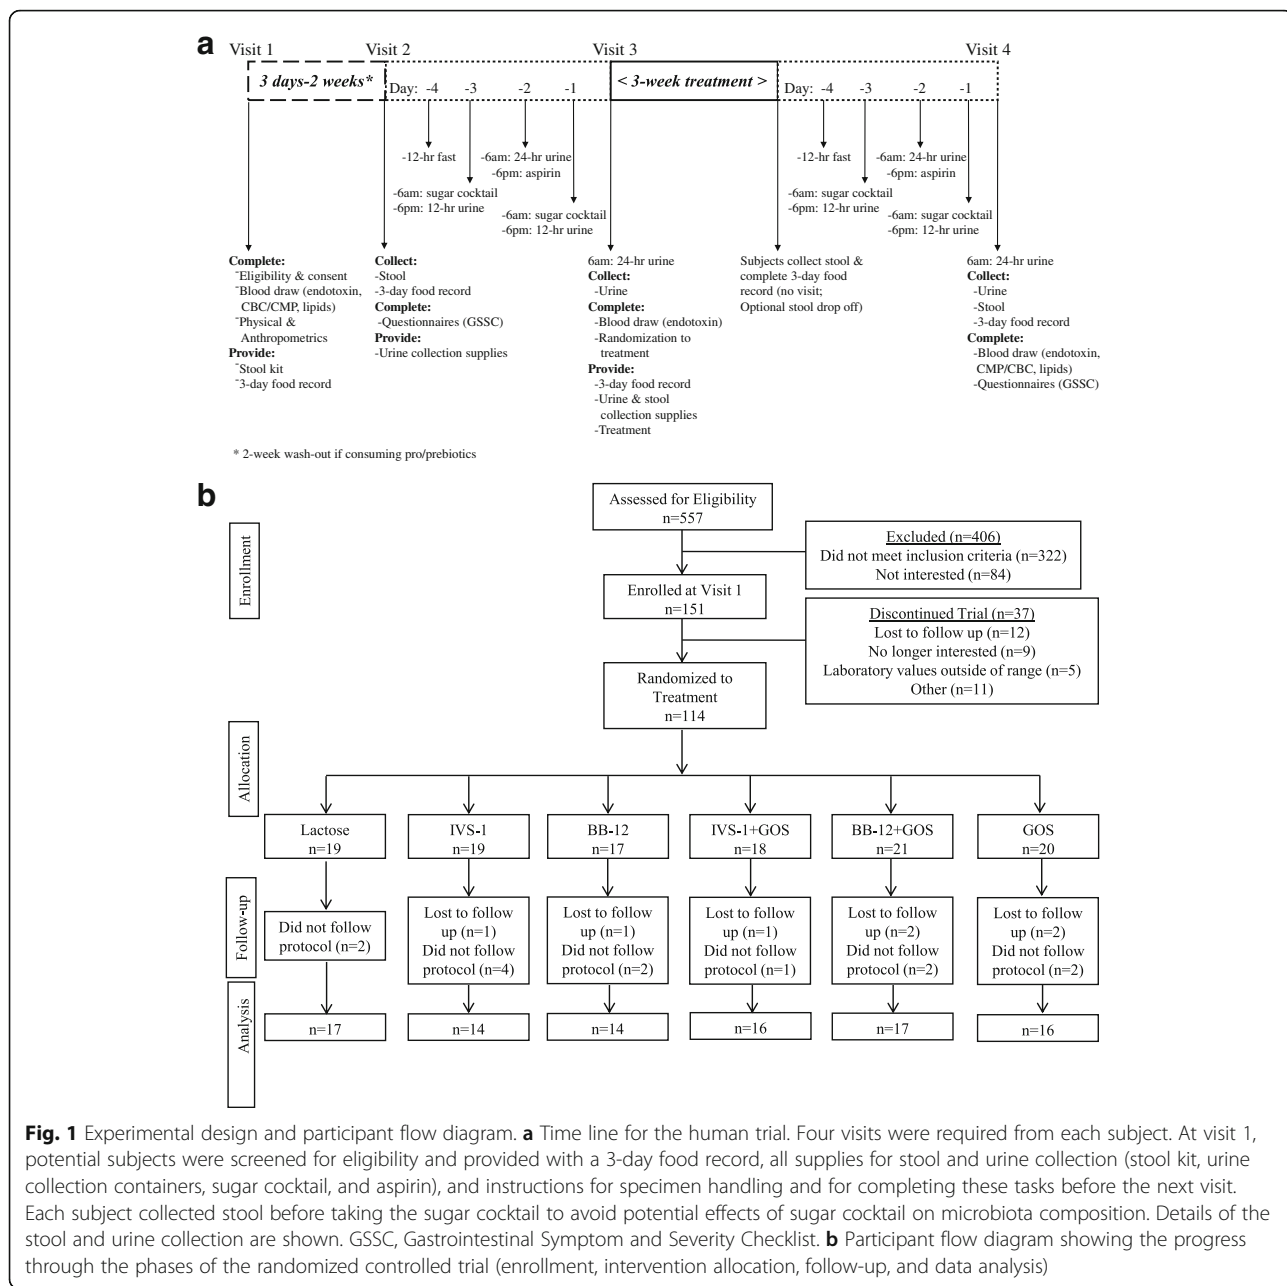 a
Visit 1
Visit 2
Visit 3
Visit 4
3 days-2 weeks*
Day: -4 -3 -2 -1
< 3-week treatment >
Day: -4 -3 -2 -1
-12-hr fast
-6am: 24-hr urine
-6pm: aspirin
-6am: sugar cocktail
-6pm: 12-hr urine
-6am: sugar cocktail
-6pm: 12-hr urine
-12-hr fast
-6am: 24-hr urine
-6pm: aspirin
-6am: sugar cocktail
-6pm: 12-hr urine
-6am: sugar cocktail
-6pm: 12-hr urine
Complete:
-Eligibility & consent
-Blood draw (endotoxin,
CBC/CMP, lipids)
-Physical &
Anthropometrics
Provide:
-Stool kit
-3-day food record
Collect:
-Stool
-3-day food record
Complete:
-Questionnaires (GSSC)
Provide:
-Urine collection supplies
6am: 24-hr urine
Collect:
-Urine
Complete:
-Blood draw (endotoxin)
-Randomization to
treatment
Provide:
-3-day food record
-Urine & stool
collection supplies
-Treatment
Subjects collect stool &
complete 3-day food
record (no visit;
Optional stool drop off)
6am: 24-hr urine
Collect:
-Urine
-Stool
-3-day food record
Complete:
-Blood draw (endotoxin,
CMP/CBC, lipids)
-Questionnaires (GSSC)
* 2-week wash-out if consuming pro/prebiotics
b
Enrollment
Assessed for Eligibility
n=557
Excluded (n=406)
Did not meet inclusion criteria (n=322)
Not interested (n=84)
Enrolled at Visit 1
n=151
Discontinued Trial (n=37)
Lost to follow up (n=12)
No longer interested (n=9)
Laboratory values outside of range (n=5)
Other (n=11)
Randomized to
Treatment
n=114
Allocation
Lactose
n=19
IVS-1
n=19
BB-12
n=17
IVS-1+GOS
n=18
BB-12+GOS
n=21
GOS
n=20
Follow-up
Did not follow
protocol (n=2)
Lost to follow
up (n=1)
Did not follow
protocol (n=4)
Lost to follow
up (n=1)
Did not follow
protocol (n=2)
Lost to follow
up (n=1)
Did not follow
protocol (n=1)
Lost to follow
up (n=2)
Did not follow
protocol (n=2)
Lost to follow
up (n=2)
Did not follow
protocol (n=2)
Analysis
n=17
n=14
n=14
n=16
n=17
n=16
Fig. 1 Experimental design and participant flow diagram. a Time line for the human trial. Four visits were required from each subject. At visit 1,
potential subjects were screened for eligibility and provided with a 3-day food record, all supplies for stool and urine collection (stool kit, urine
collection containers, sugar cocktail, and aspirin), and instructions for specimen handling and for completing these tasks before the next visit.
Each subject collected stool before taking the sugar cocktail to avoid potential effects of sugar cocktail on microbiota composition. Details of the
stool and urine collection are shown. GSSC, Gastrointestinal Symptom and Severity Checklist. b Participant flow diagram showing the progress
through the phases of the randomized controlled trial (enrollment, intervention allocation, follow-up, and data analysis)